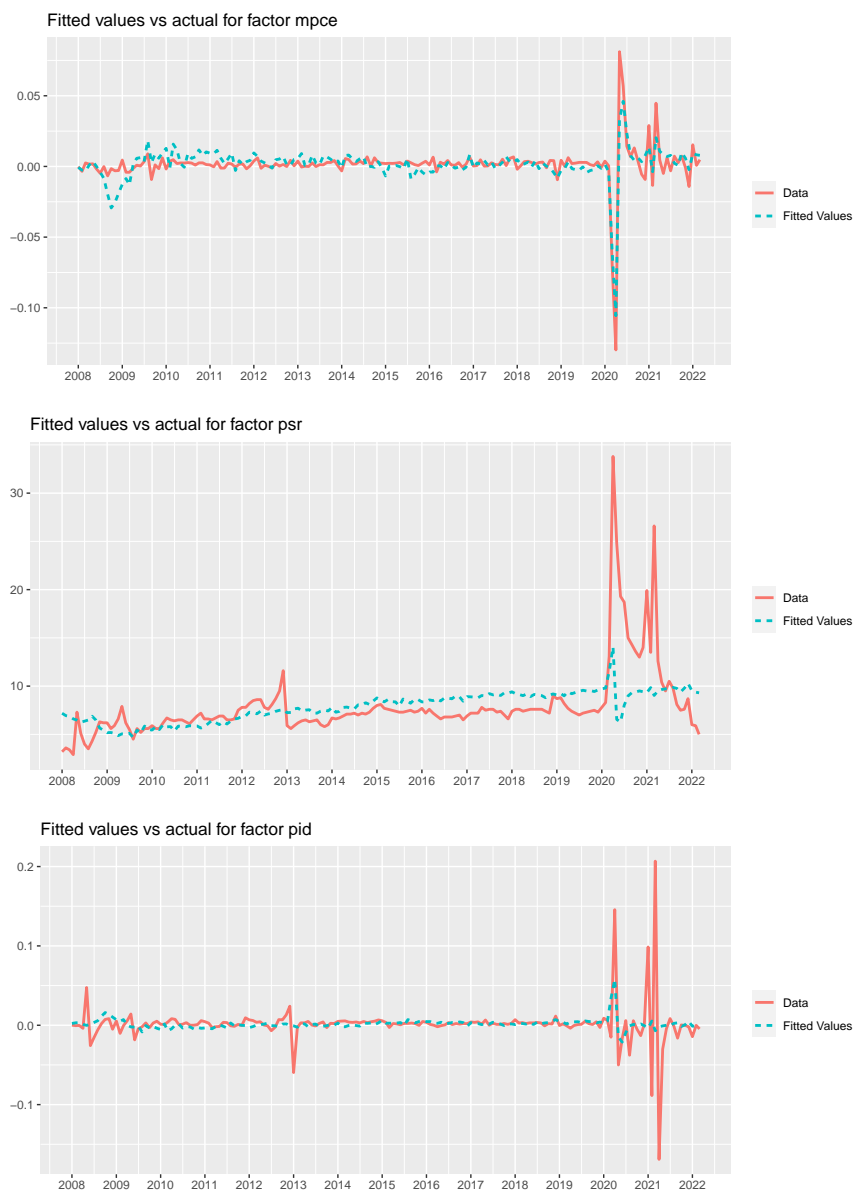 Fitted values vs actual for factor mpce
0.05
0.00
−0.05
−0.10
2008 2009 2010 2011 2012 2013 2014 2015 2016 2017 2018 2019 2020 2021 2022
Data
Fitted Values
Fitted values vs actual for factor psr
30
20
10
2008 2009 2010 2011 2012 2013 2014 2015 2016 2017 2018 2019 2020 2021 2022
Data
Fitted Values
Fitted values vs actual for factor pid
0.2
0.1
0.0
−0.1
2008 2009 2010 2011 2012 2013 2014 2015 2016 2017 2018 2019 2020 2021 2022
Data
Fitted Values